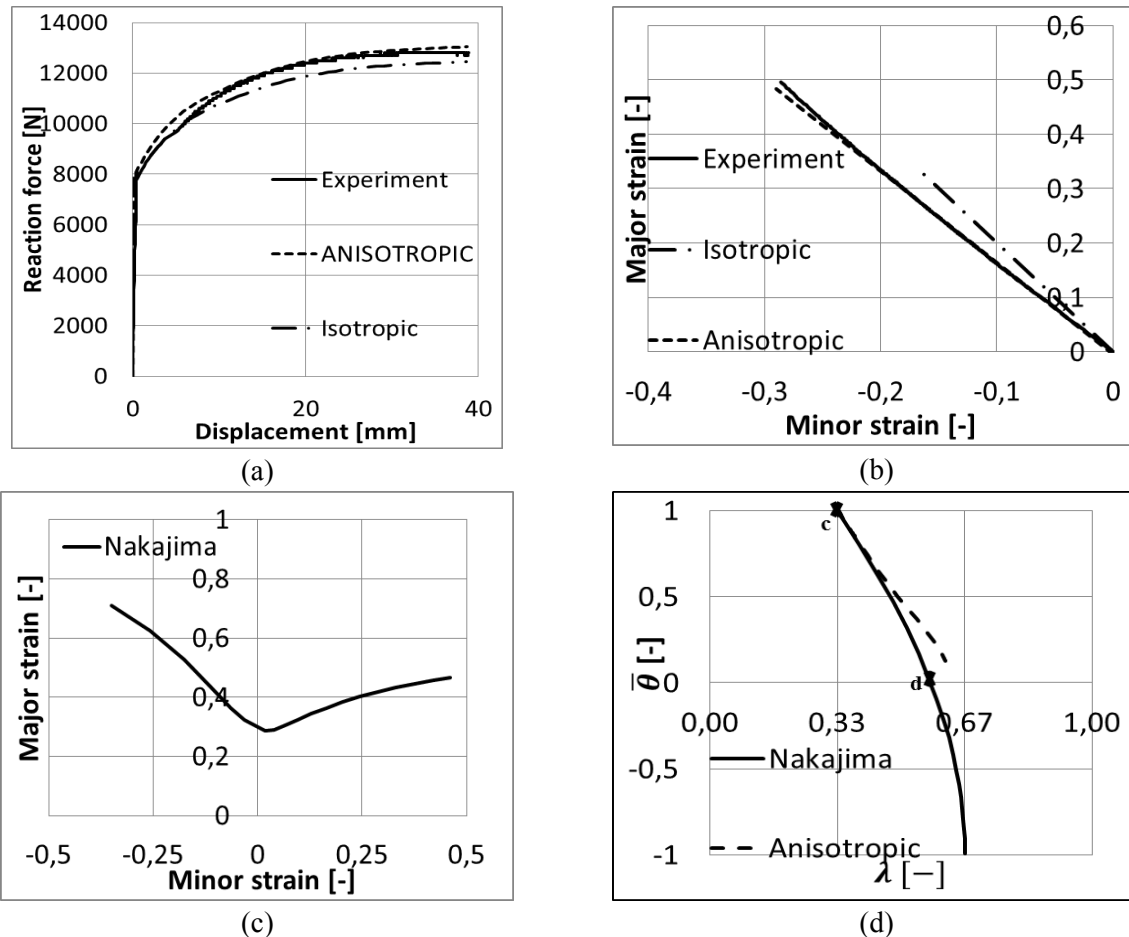 14000
12000
10000
8000
6000
4000
2000
0
Reaction force [N]
Experiment
ANISOTROPIC
Isotropic
0
20
40
Displacement [mm]
(a)
0,6
0,5
0,4
0,3
0,2
0,1
0
Major strain [-]
Experiment
Isotropic
Anisotropic
-0,4
-0,3
-0,2
-0,1
0
Minor strain [-]
(b)
1
0,8
0,6
0,4
0,2
0
Major strain [-]
Nakajima
-0,5
-0,25
0
0,25
0,5
Minor strain [-]
(c)
1
0,5
0
-0,5
-1
θ̅ [-]
c
d
0,00
0,33
0,67
1,00
Nakajima
Anisotropic
λ [−]
(d)